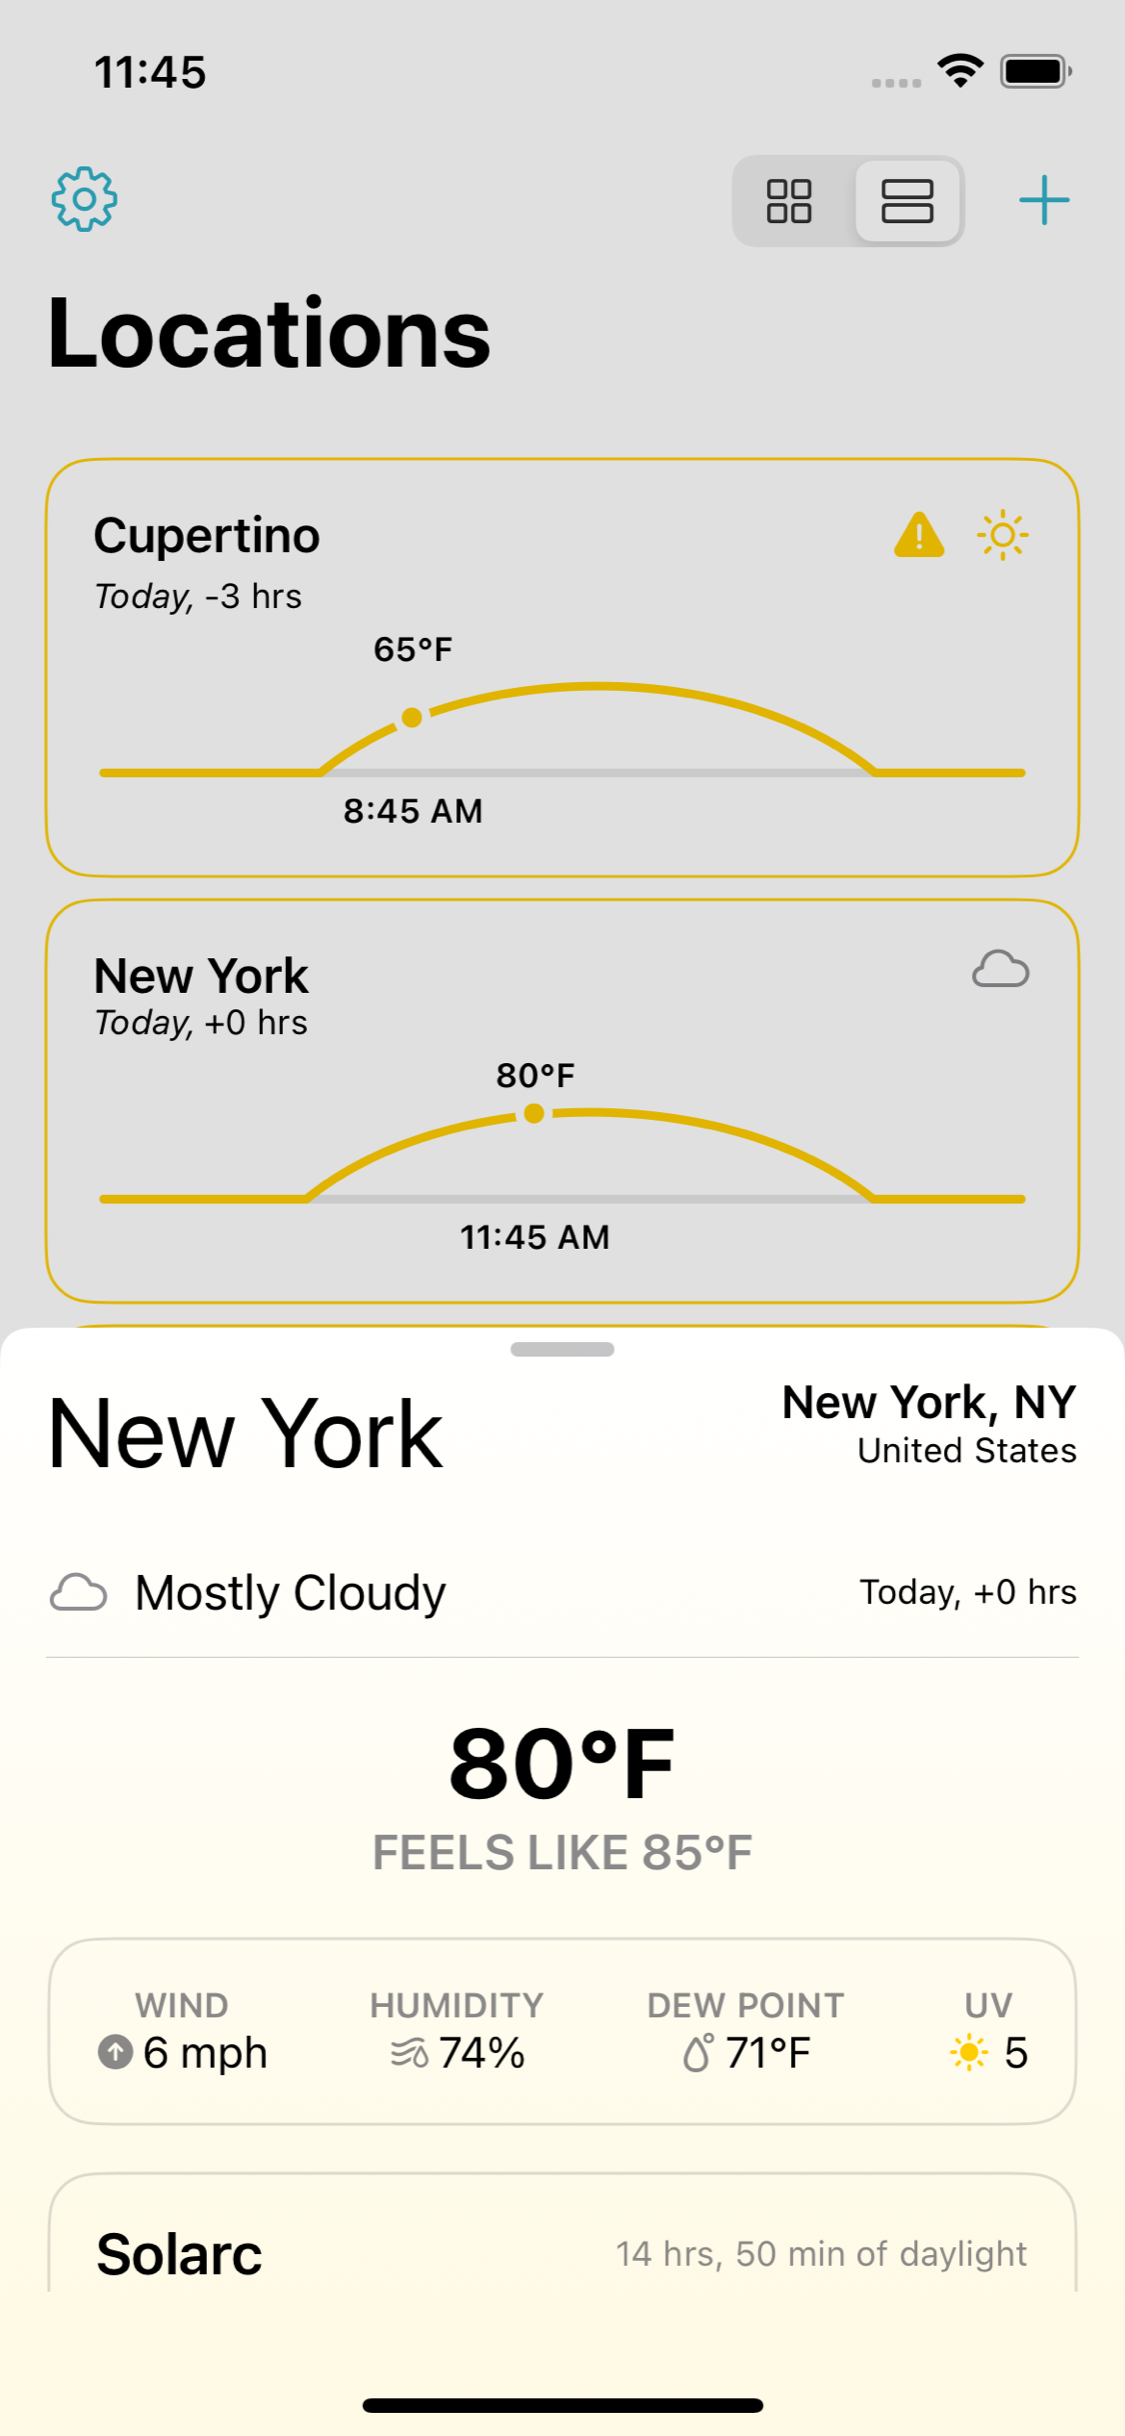 11:45
Locations
Cupertino
Today, -3 hrs
65°F
8:45 AM
New York
Today, +0 hrs
80°F
11:45 AM
New York
New York, NY
United States
Mostly Cloudy
Today, +0 hrs
80°F
FEELS LIKE 85°F
WIND HUMIDITY DEW POINT UV
6 mph 74% 71°F 5
Solarc
14 hrs, 50 min of daylight